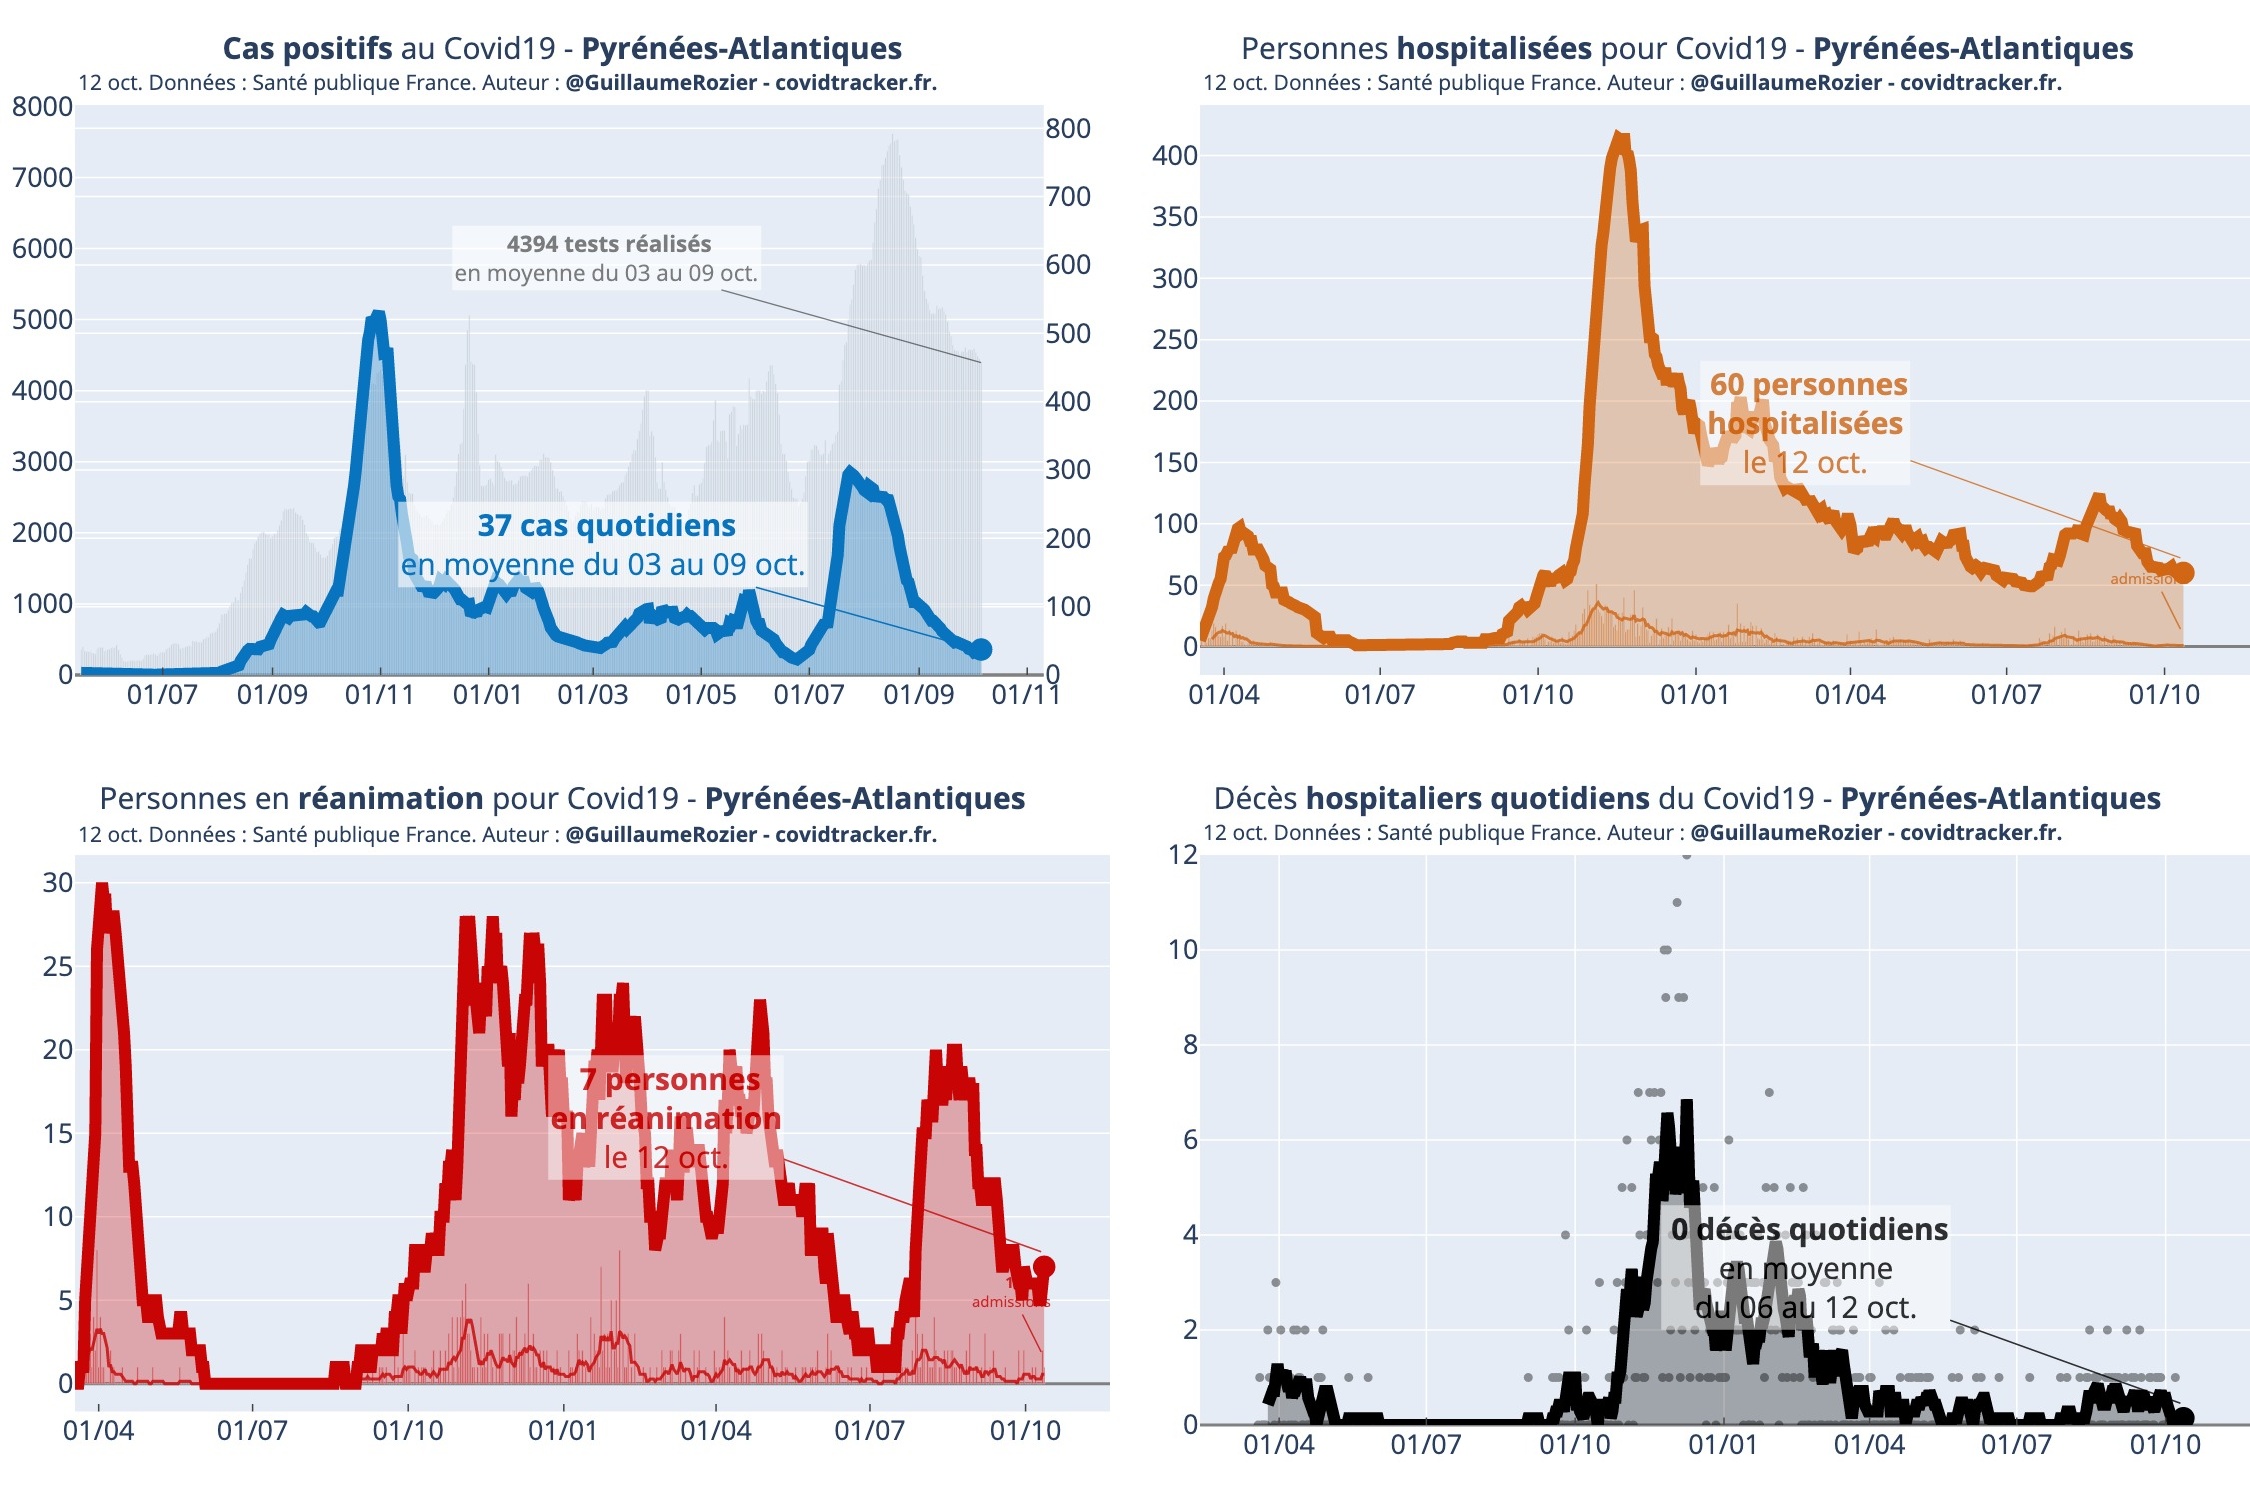 Cas positifs au Covid19 - Pyrénées-Atlantiques
12 oct. Données : Santé publique France. Auteur : @GuillaumeRozier - covidtracker.fr.
8000
7000
6000
5000
4000
3000
2000
1000
0
800
700
600
500
400
300
200
100
0
4394 tests réalisés
en moyenne du 03 au 09 oct.
37 cas quotidiens
en moyenne du 03 au 09 oct.
01/07 01/09 01/11 01/01 01/03 01/05 01/07 01/09 01/11
Personnes hospitalisées pour Covid19 - Pyrénées-Atlantiques
12 oct. Données : Santé publique France. Auteur : @GuillaumeRozier - covidtracker.fr.
400
350
300
250
200
150
100
50
0
60 personnes
hospitalisées
le 12 oct.
01/04 01/07 01/10 01/01 01/04 01/07 01/10
Personnes en réanimation pour Covid19 - Pyrénées-Atlantiques
12 oct. Données : Santé publique France. Auteur : @GuillaumeRozier - covidtracker.fr.
30
25
20
15
10
5
0
7 personnes
en réanimation
le 12 oct.
admissions
01/04 01/07 01/10 01/01 01/04 01/07 01/10
Décès hospitaliers quotidiens du Covid19 - Pyrénées-Atlantiques
12 oct. Données : Santé publique France. Auteur : @GuillaumeRozier - covidtracker.fr.
12
10
8
6
4
2
0
0 décès quotidiens
en moyenne
du 06 au 12 oct.
01/04 01/07 01/10 01/01 01/04 01/07 01/10